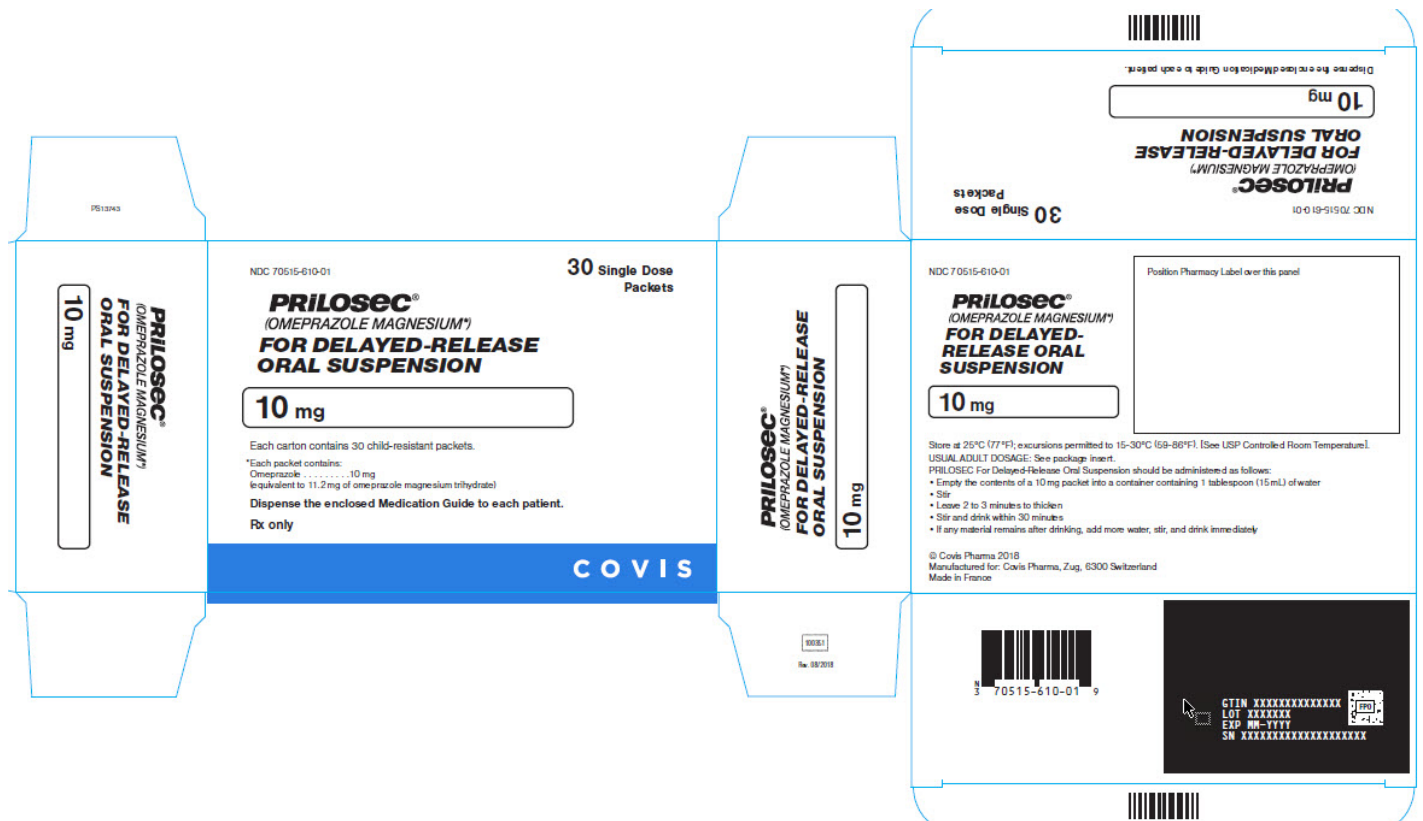 Dispense the enclosed Medication Guide to each patient.
10 mg
PRiLOSEC®
(OMEPRAZOLE MAGNESIUM*)
FOR DELAYED-RELEASE
ORAL SUSPENSION
30 Single Dose
Packets
NDC 70515-610-01
PS13743
PRiLOSEC®
(OMEPRAZOLE MAGNESIUM*)
FOR DELAYED-RELEASE
ORAL SUSPENSION
10 mg
NDC 70515-610-01
30 Single Dose
Packets
PRiLOSEC®
(OMEPRAZOLE MAGNESIUM*)
FOR DELAYED-RELEASE
ORAL SUSPENSION
10 mg
Each carton contains 30 child-resistant packets.
*Each packet contains:
Omeprazole . . . . . . . . .10 mg
(equivalent to 11.2 mg of omeprazole magnesium trihydrate)
Dispense the enclosed Medication Guide to each patient.
Rx only
COVIS
PRiLOSEC®
(OMEPRAZOLE MAGNESIUM*)
FOR DELAYED-RELEASE
ORAL SUSPENSION
10 mg
100351
Rev. 08/2018
NDC 70515-610-01
PRiLOSEC®
(OMEPRAZOLE MAGNESIUM*)
FOR DELAYED-
RELEASE ORAL
SUSPENSION
10 mg
Position Pharmacy Label over this panel
Store at 25°C (77°F); excursions permitted to 15-30°C (59-86°F). [See USP Controlled Room Temperature].
USUAL ADULT DOSAGE: See package insert.
PRILOSEC For Delayed-Release Oral Suspension should be administered as follows:
• Empty the contents of a 10 mg packet into a container containing 1 tablespoon (15 mL) of water
• Stir
• Leave 2 to 3 minutes to thicken
• Stir and drink within 30 minutes
• If any material remains after drinking, add more water, stir, and drink immediately
© Covis Pharma 2018
Manufactured for: Covis Pharma, Zug, 6300 Switzerland
Made in France
N
3 70515-610-01 9
GTIN XXXXXXXXXXXXXX
LOT XXXXXXX
EXP MM-YYYY
SN XXXXXXXXXXXXXXXXXXXX
FPO